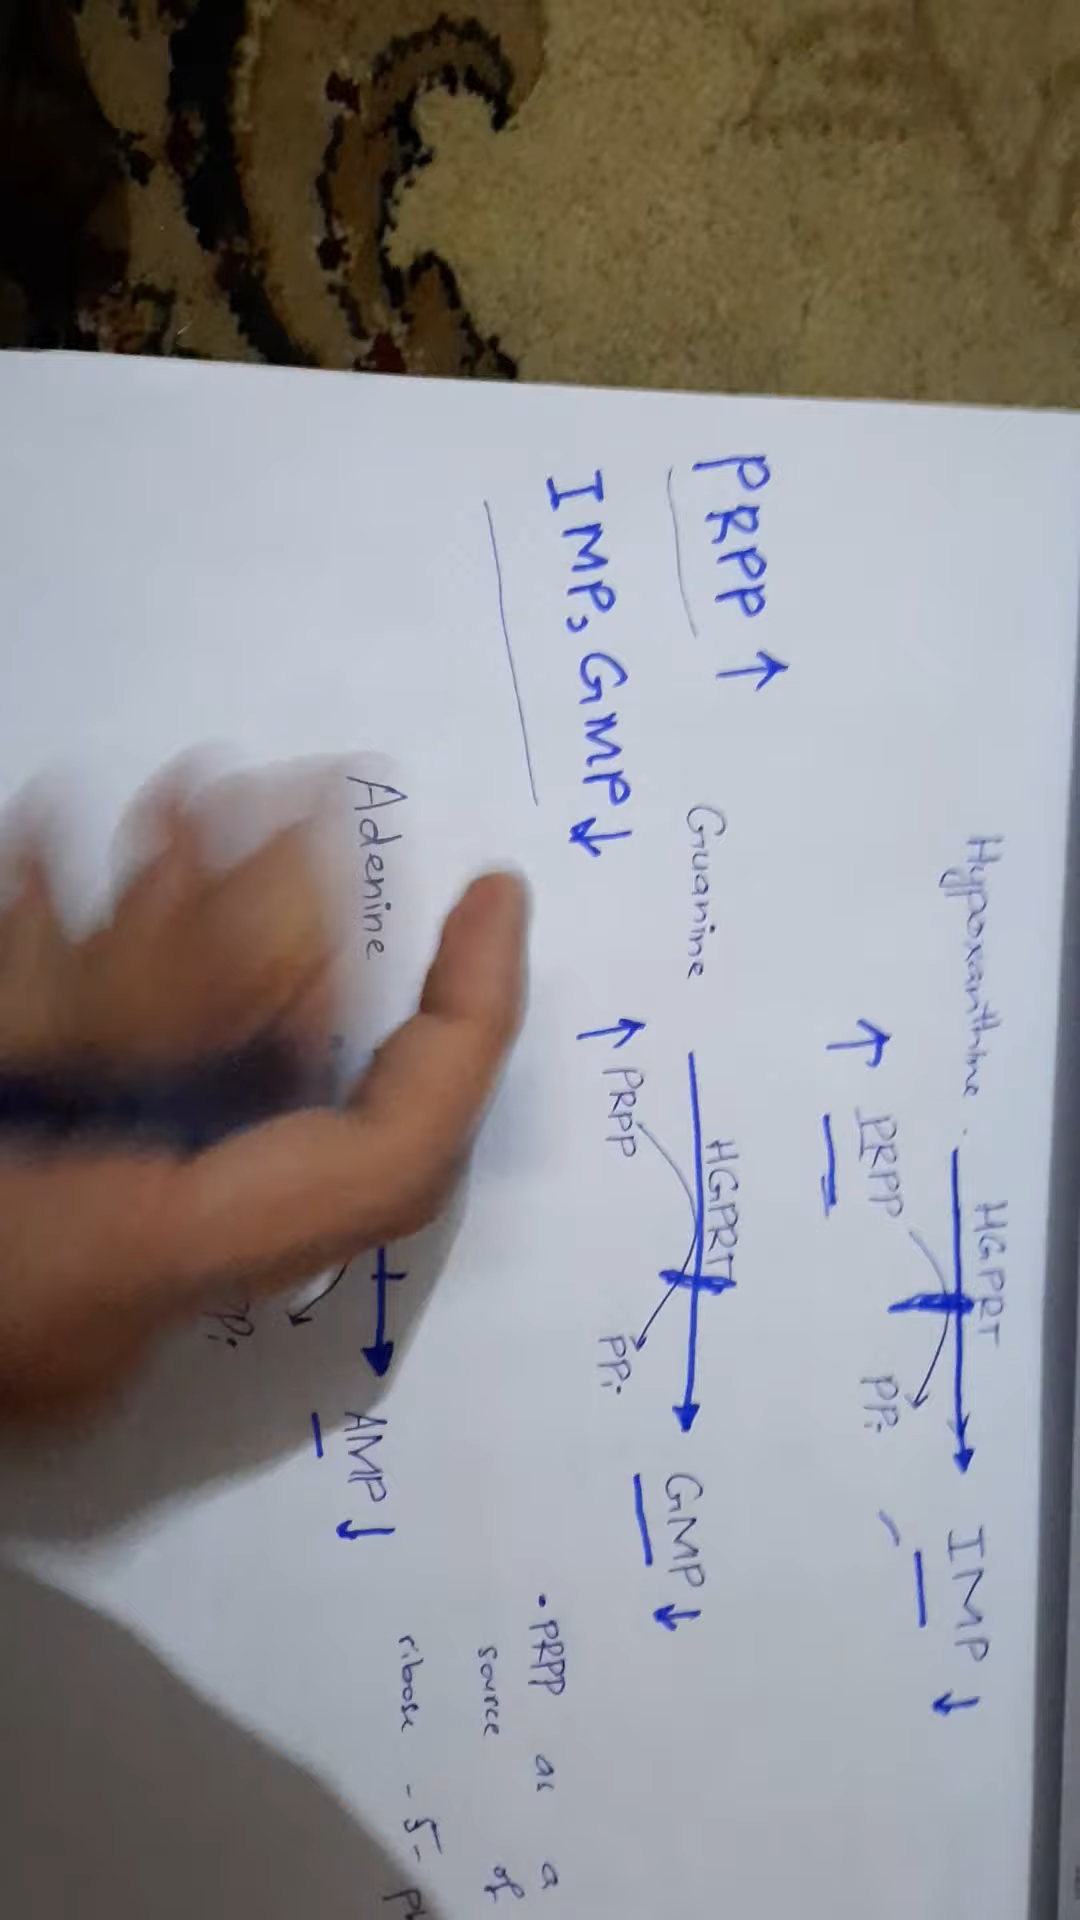 Hypoxanthine
HGPRT
↑ PRPP
PPi
IMP ↓
PRPP ↑
Guanine
HGPRT
↑ PRPP
PPi
GMP ↓
IMP, GMP ↓
Adenine
PPi
AMP ↓
• PRPP as a
source of
ribose - 5 -